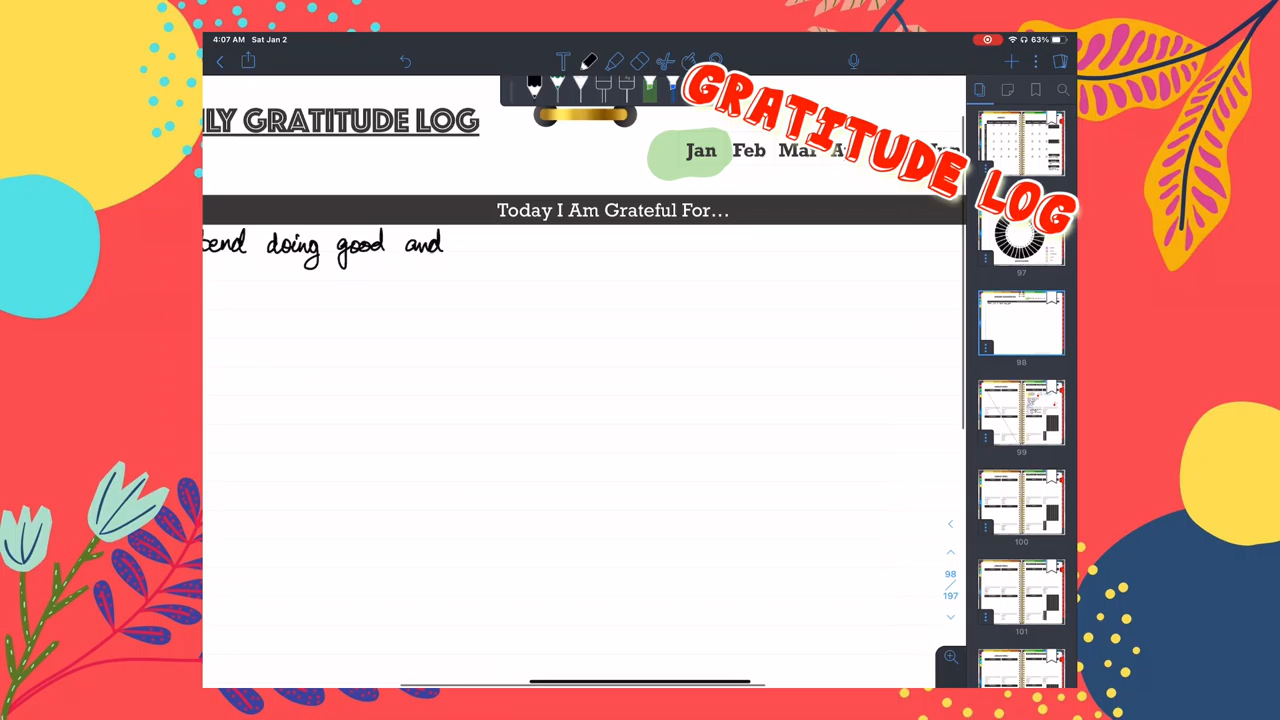 4:07 AM Sat Jan 2
63%
GRATITUDE LOG
LY GRATITUDE LOG
Jan Feb Mar
Today I Am Grateful For...
doing good and
97
98
99
100
101
98
197